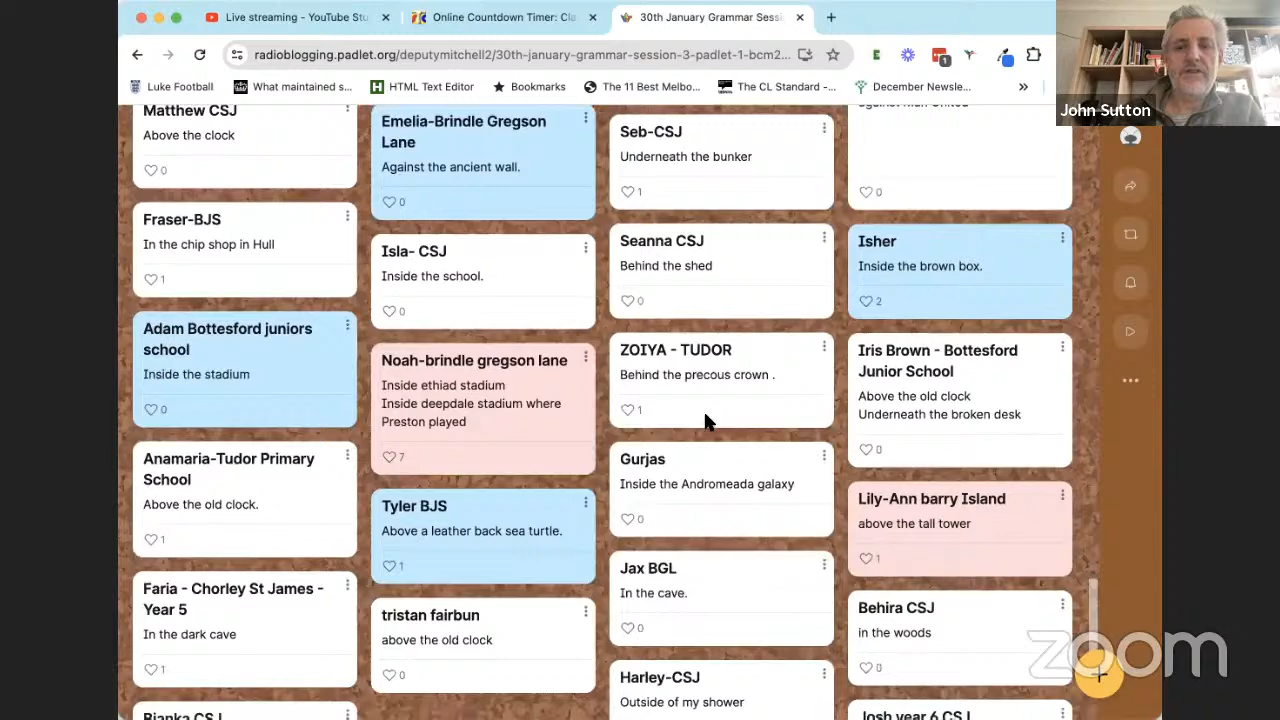 Live streaming - YouTube Stu
Online Countdown Timer: Cla
30th January Grammar Sessi
radioblogging.padlet.org/deputymitchell2/30th-january-grammar-session-3-padlet-1-bcm2...
Luke Football
What maintained s...
HTML Text Editor
Bookmarks
The 11 Best Melbo...
The CL Standard -...
December Newsle...
»
John Sutton
Matthew CSJ
Above the clock
0
Fraser-BJS
In the chip shop in Hull
1
Adam Bottesford juniors
school
Inside the stadium
0
Anamaria-Tudor Primary
School
Above the old clock.
1
Faria - Chorley St James -
Year 5
In the dark cave
1
Bianka CSJ
Emelia-Brindle Gregson
Lane
Against the ancient wall.
0
Isla- CSJ
Inside the school.
0
Noah-brindle gregson lane
Inside ethiad stadium
Inside deepdale stadium where
Preston played
7
Tyler BJS
Above a leather back sea turtle.
1
tristan fairbun
above the old clock
0
Seb-CSJ
Underneath the bunker
1
Seanna CSJ
Behind the shed
0
ZOIYA - TUDOR
Behind the precous crown .
1
Gurjas
Inside the Andromeada galaxy
0
Jax BGL
In the cave.
0
Harley-CSJ
Outside of my shower
against Man United
0
Isher
Inside the brown box.
2
Iris Brown - Bottesford
Junior School
Above the old clock
Underneath the broken desk
0
Lily-Ann barry Island
above the tall tower
1
Behira CSJ
in the woods
0
Josh year 6 CSJ
zoom